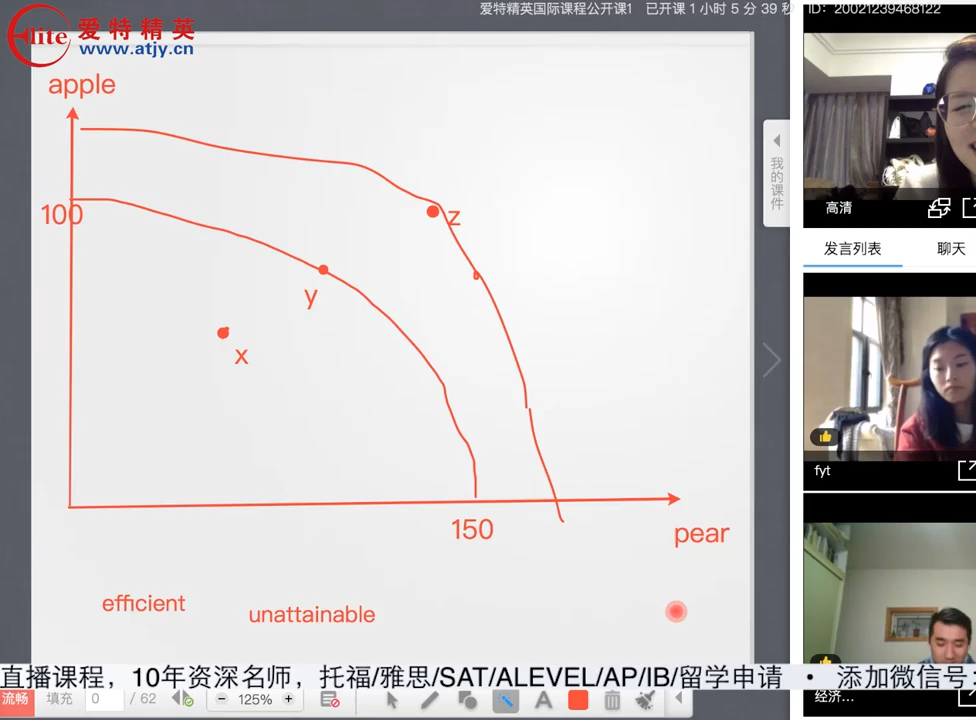 爱特精英国际课程公开课1 已开课 1 小时 5 分 39 秒
ID: 20021239468122
Elite 爱特精英
www.atjy.cn
apple
100
z
y
x
150
pear
efficient
unattainable
我的课件
高清
发言列表 聊天
fyt
经济...
直播课程，10年资深名师，托福/雅思/SAT/ALEVEL/AP/IB/留学申请 • 添加微信号:
流畅 填充 0 / 62 125% A